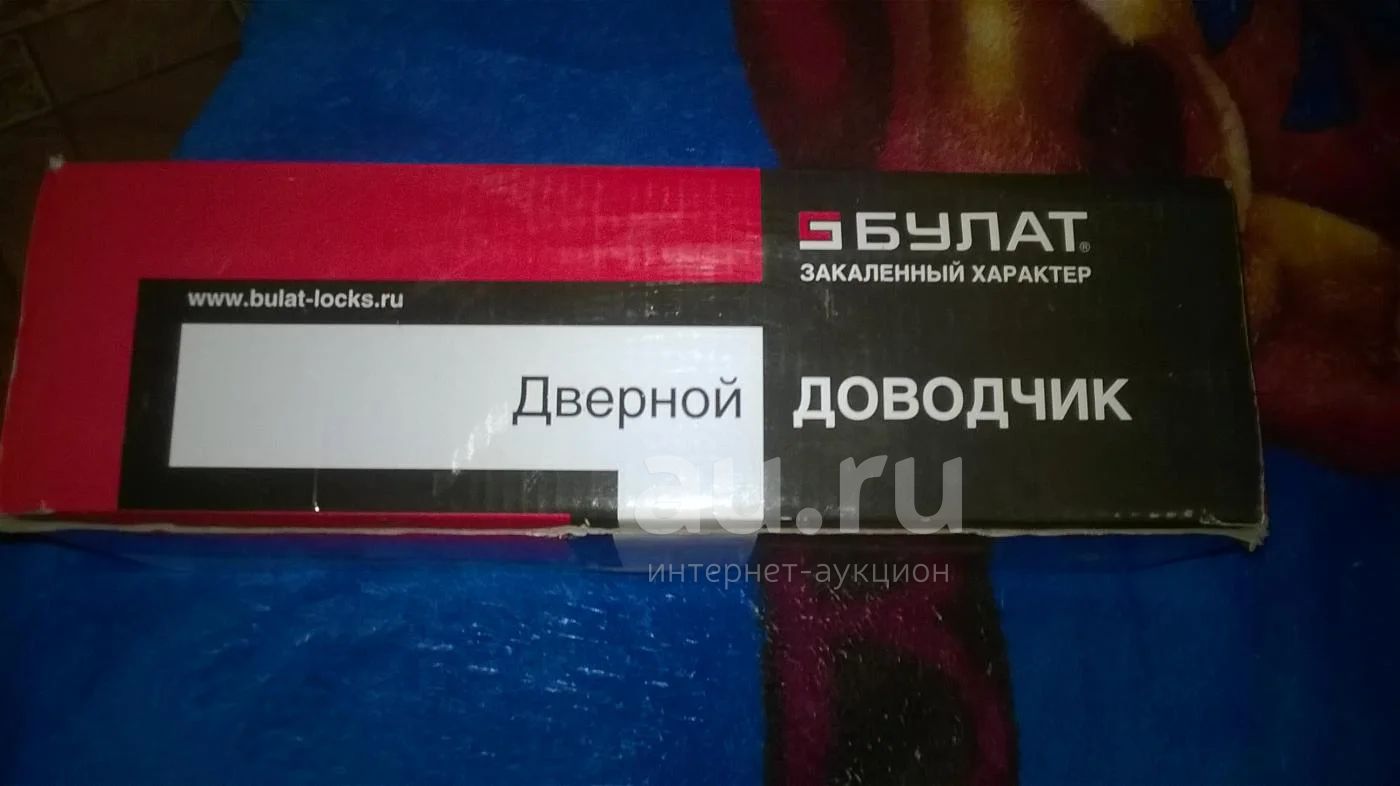 БУЛАТ®
ЗАКАЛЕННЫЙ ХАРАКТЕР
www.bulat-locks.ru
Дверной ДОВОДЧИК
au.ru
интернет-аукцион